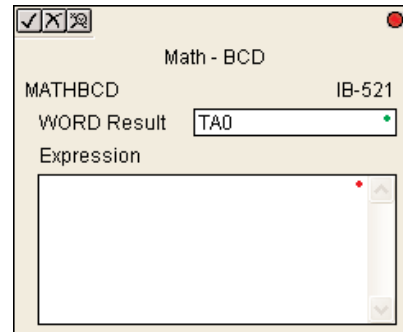 Math - BCD
MATHBCD IB-521
WORD Result TA0
Expression